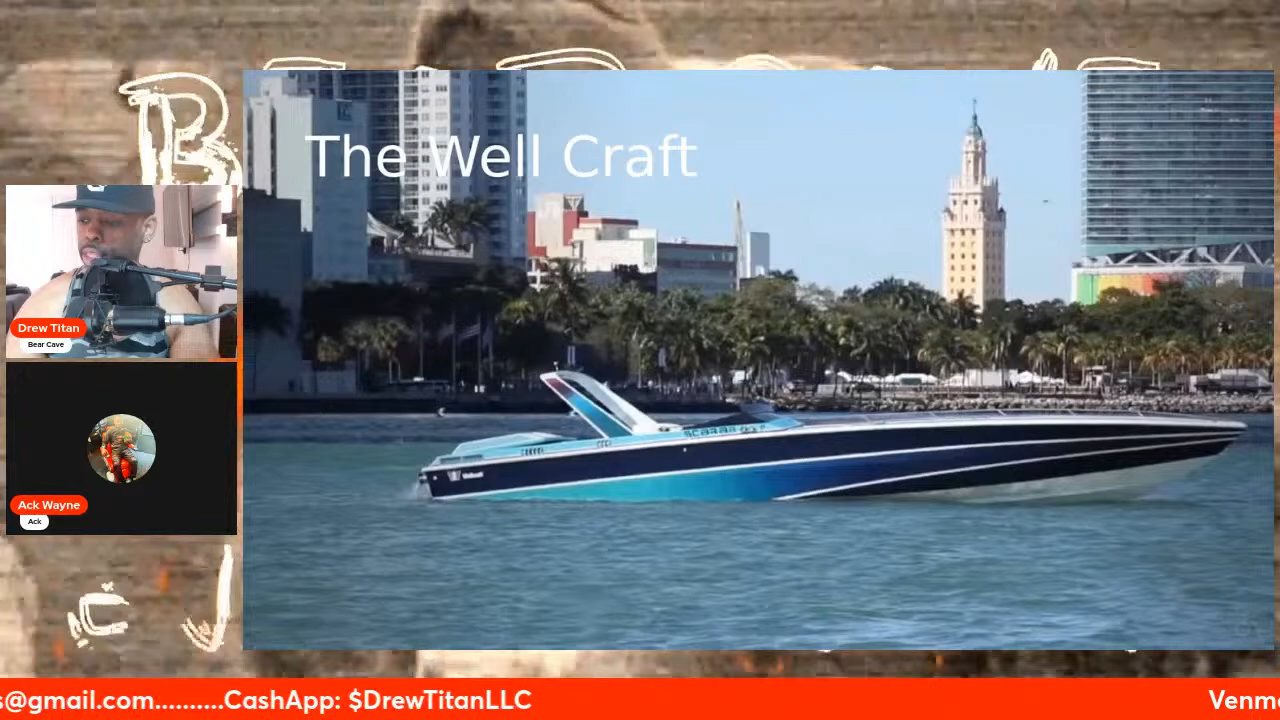 The Well Craft
Drew Titan
Bear Cave
Ack Wayne
Ack
s@gmail.com..........CashApp: $DrewTitanLLC
Venm